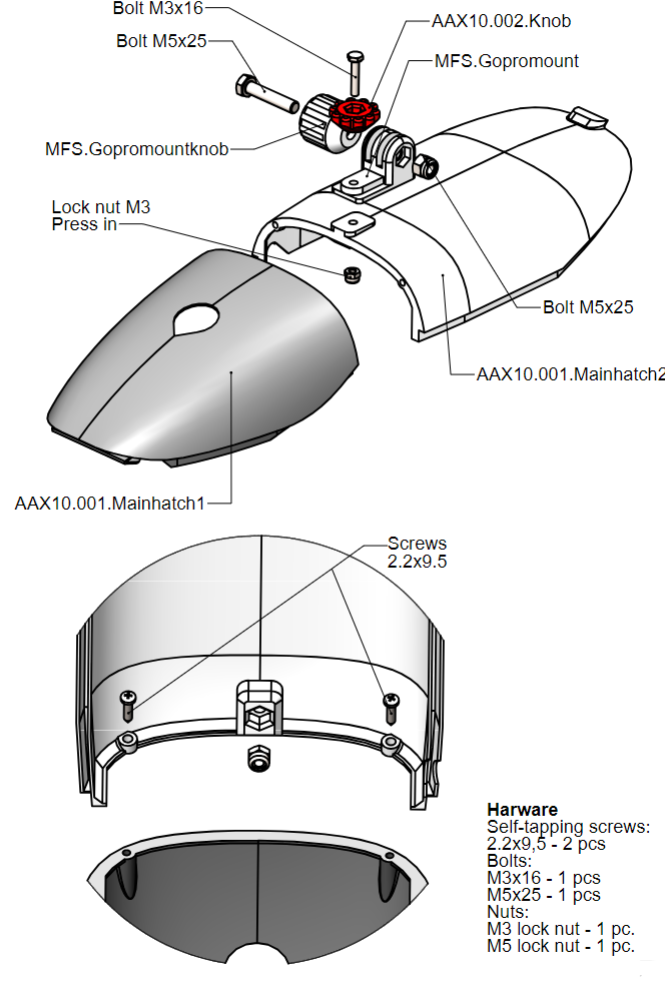 Bolt M3x16
AAX10.002.Knob
Bolt M5x25
MFS.Gopromount
MFS.Gopromountknob
Lock nut M3
Press in
Bolt M5x25
AAX10.001.Mainhatch2
AAX10.001.Mainhatch1
Screws
2.2x9.5
Harware
Self-tapping screws:
2.2x9,5 - 2 pcs
Bolts:
M3x16 - 1 pcs
M5x25 - 1 pcs
Nuts:
M3 lock nut - 1 pc.
M5 lock nut - 1 pc.